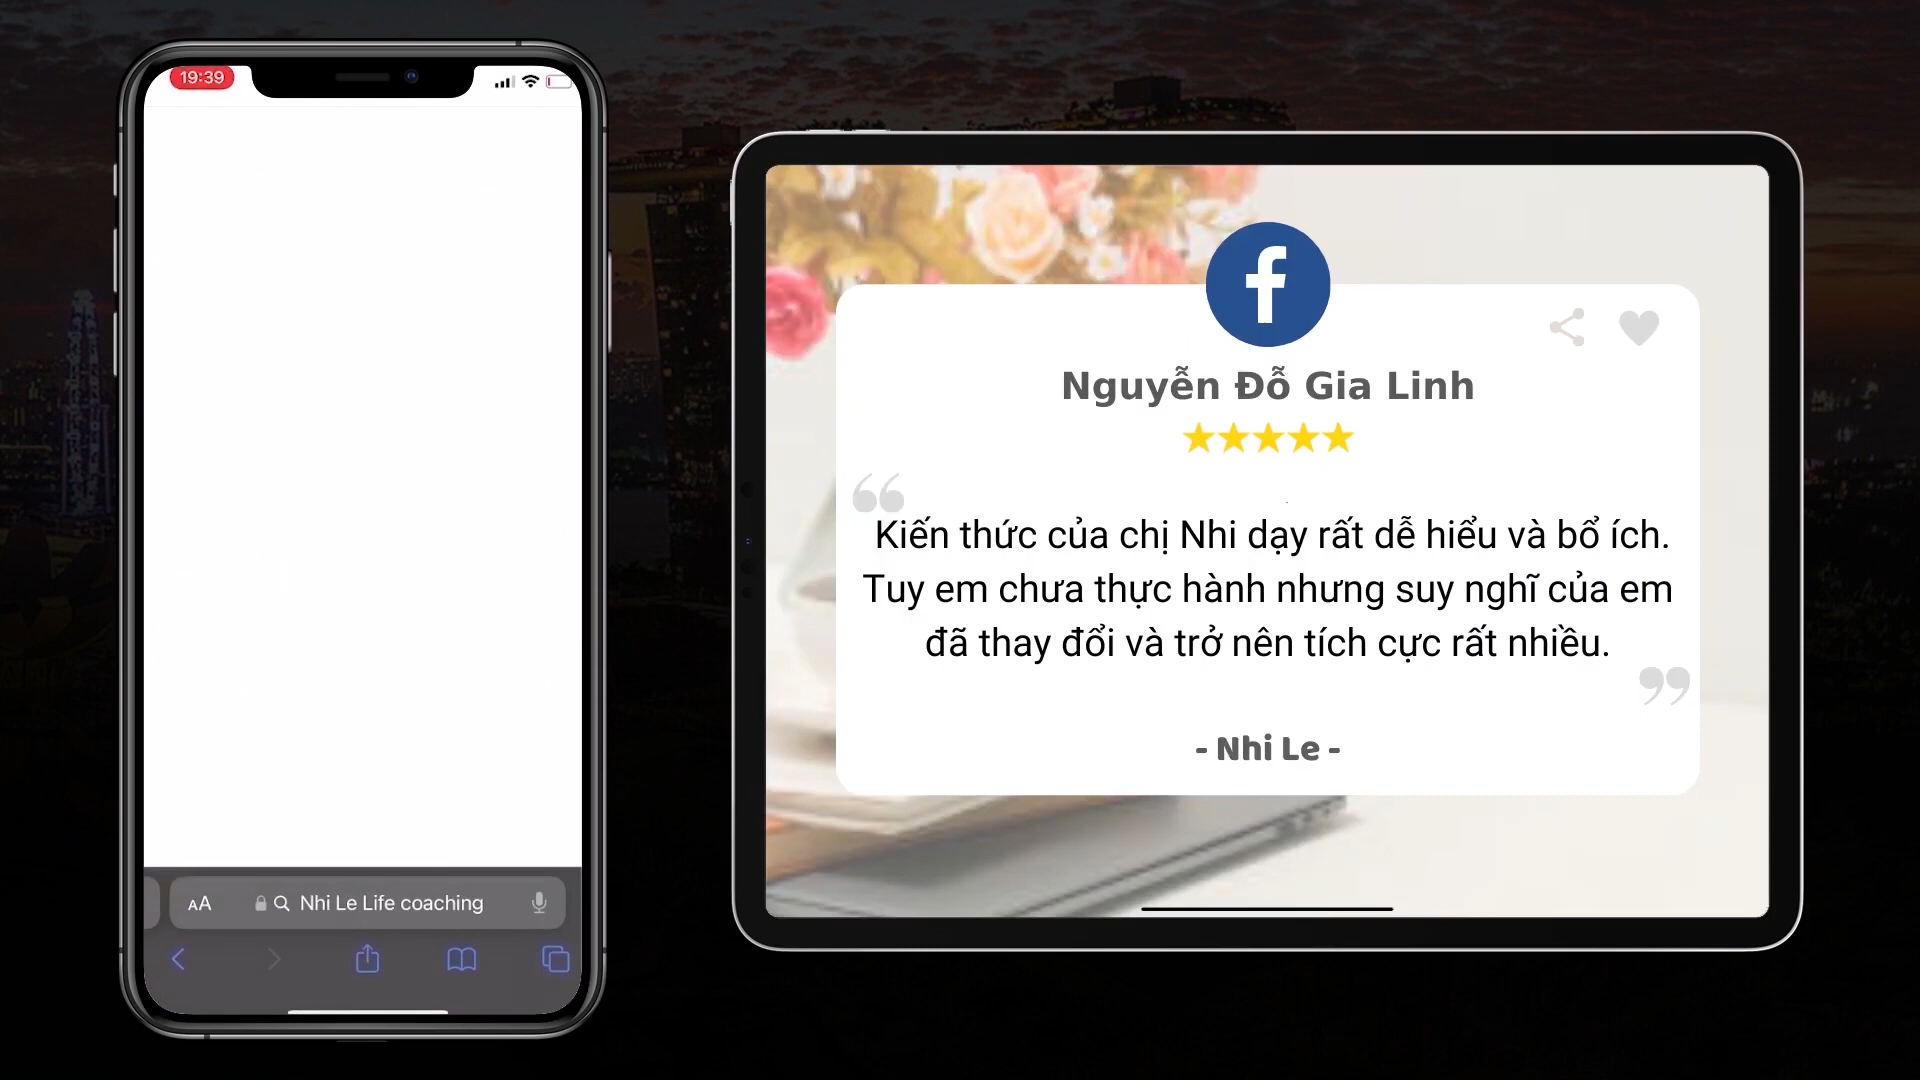 19:39
AA
Nhi Le Life coaching
f
Nguyễn Đỗ Gia Linh
“
Kiến thức của chị Nhi dạy rất dễ hiểu và bổ ích.
Tuy em chưa thực hành nhưng suy nghĩ của em
đã thay đổi và trở nên tích cực rất nhiều.
”
- Nhi Le -